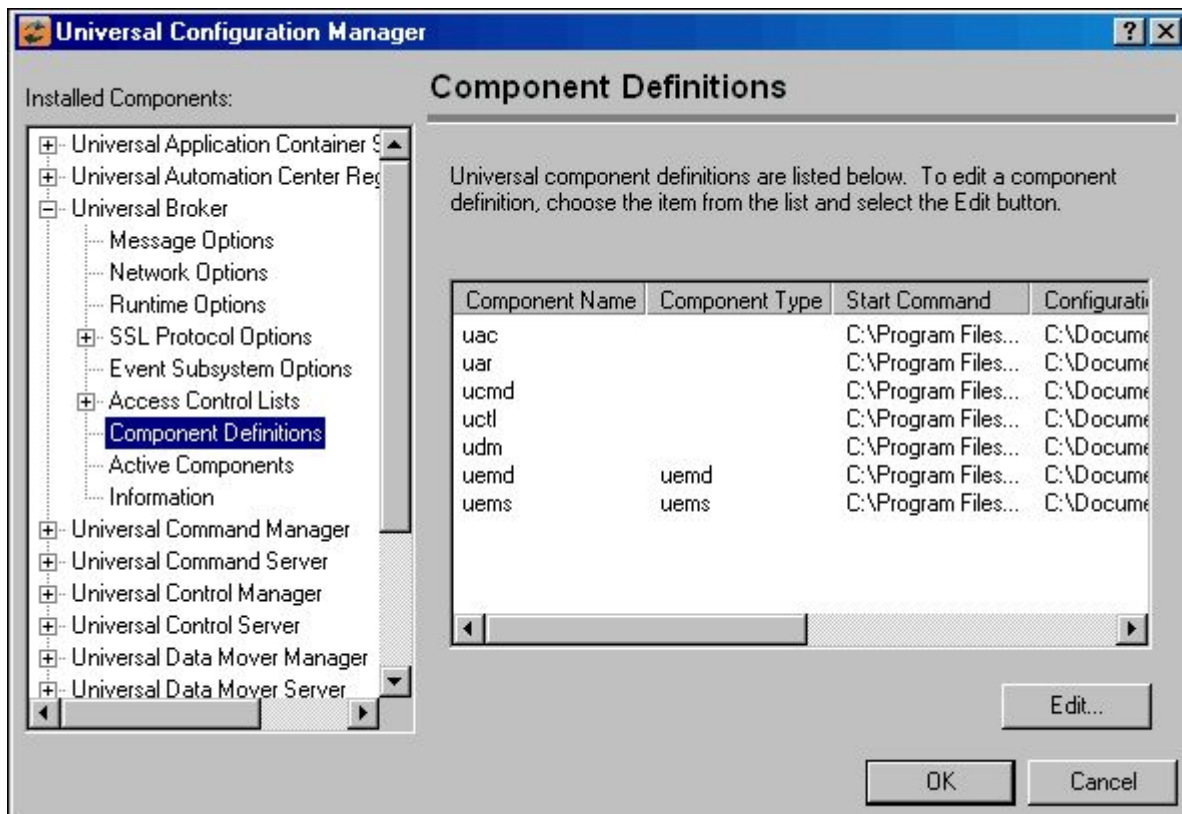 Universal Configuration Manager
Installed Components:
Universal Application Container S
Universal Automation Center Reg
Universal Broker
Message Options
Network Options
Runtime Options
SSL Protocol Options
Event Subsystem Options
Access Control Lists
Component Definitions
Active Components
Information
Universal Command Manager
Universal Command Server
Universal Control Manager
Universal Control Server
Universal Data Mover Manager
Universal Data Mover Server
Component Definitions
Universal component definitions are listed below. To edit a component
definition, choose the item from the list and select the Edit button.
Component Name Component Type Start Command Configurati
uac C:\Program Files... C:\Docume
uar C:\Program Files... C:\Docume
ucmd C:\Program Files... C:\Docume
uctl C:\Program Files... C:\Docume
udm C:\Program Files... C:\Docume
uemd uemd C:\Program Files... C:\Docume
uems uems C:\Program Files... C:\Docume
Edit...
OK Cancel